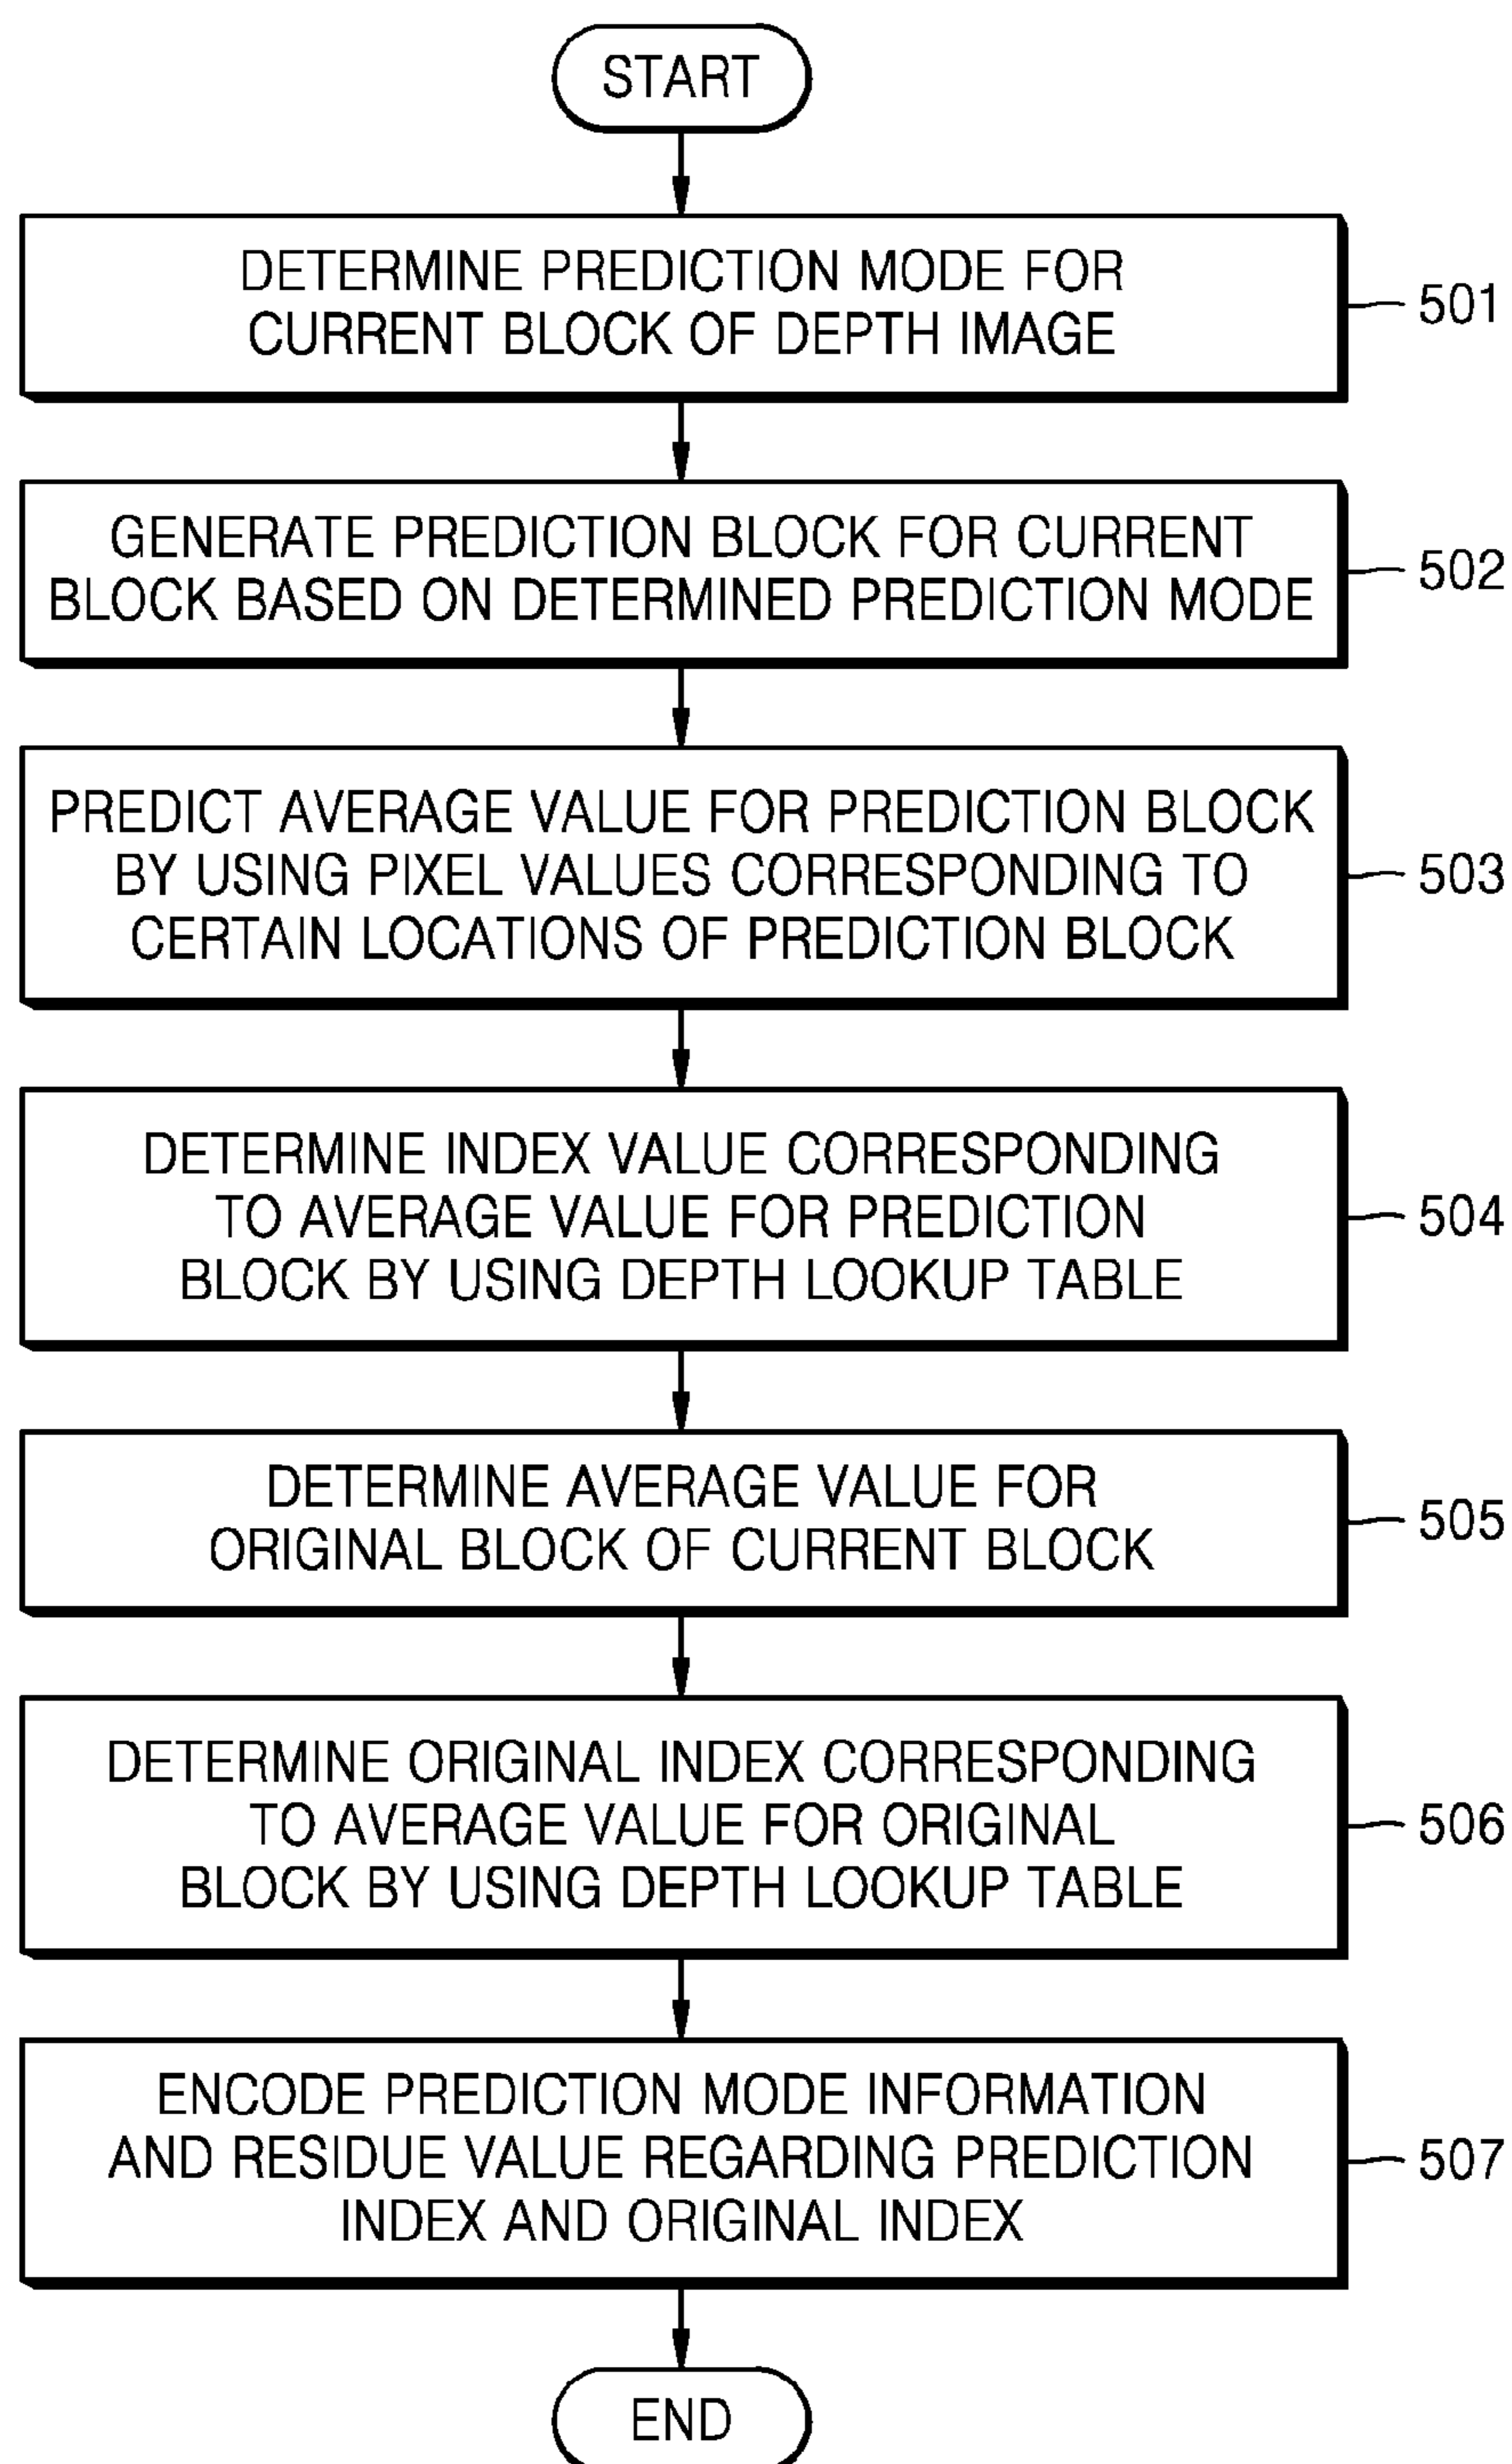 START
DETERMINE PREDICTION MODE FOR
CURRENT BLOCK OF DEPTH IMAGE
501
GENERATE PREDICTION BLOCK FOR CURRENT
BLOCK BASED ON DETERMINED PREDICTION MODE
502
PREDICT AVERAGE VALUE FOR PREDICTION BLOCK
BY USING PIXEL VALUES CORRESPONDING TO
CERTAIN LOCATIONS OF PREDICTION BLOCK
503
DETERMINE INDEX VALUE CORRESPONDING
TO AVERAGE VALUE FOR PREDICTION
BLOCK BY USING DEPTH LOOKUP TABLE
504
DETERMINE AVERAGE VALUE FOR
ORIGINAL BLOCK OF CURRENT BLOCK
505
DETERMINE ORIGINAL INDEX CORRESPONDING
TO AVERAGE VALUE FOR ORIGINAL
BLOCK BY USING DEPTH LOOKUP TABLE
506
ENCODE PREDICTION MODE INFORMATION
AND RESIDUE VALUE REGARDING PREDICTION
INDEX AND ORIGINAL INDEX
507
END